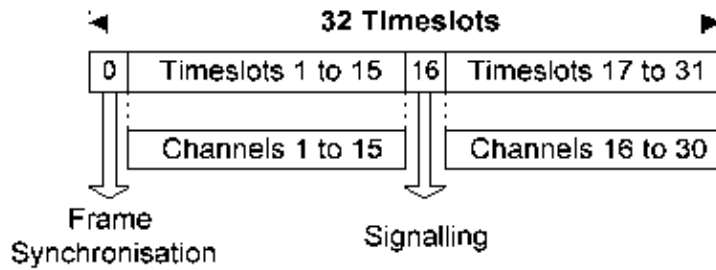 32 Timeslots
0 Timeslots 1 to 15 16 Timeslots 17 to 31
Channels 1 to 15 Channels 16 to 30
Frame
Synchronisation
Signalling